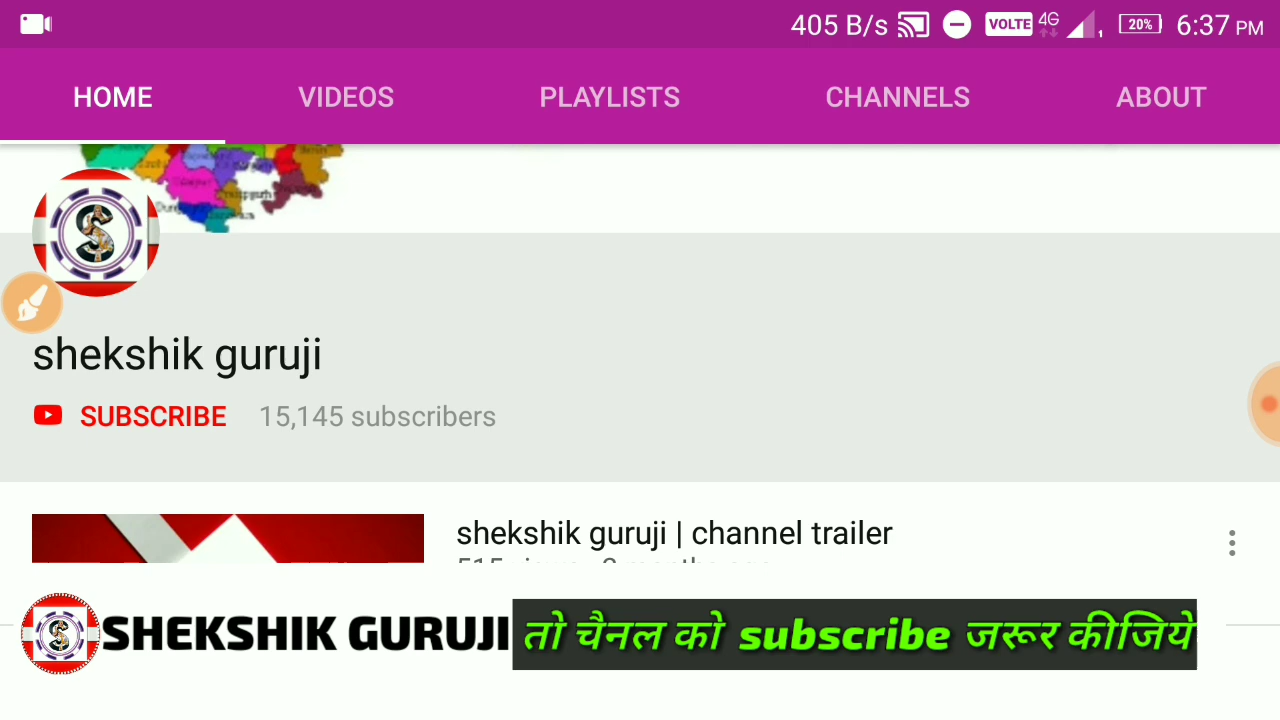 405 B/s VOLTE 4G 1 20% 6:37 PM
HOME VIDEOS PLAYLISTS CHANNELS ABOUT
shekshik guruji
SUBSCRIBE 15,145 subscribers
shekshik guruji | channel trailer
SHEKSHIK GURUJI तो चैनल को subscribe जरूर कीजिये